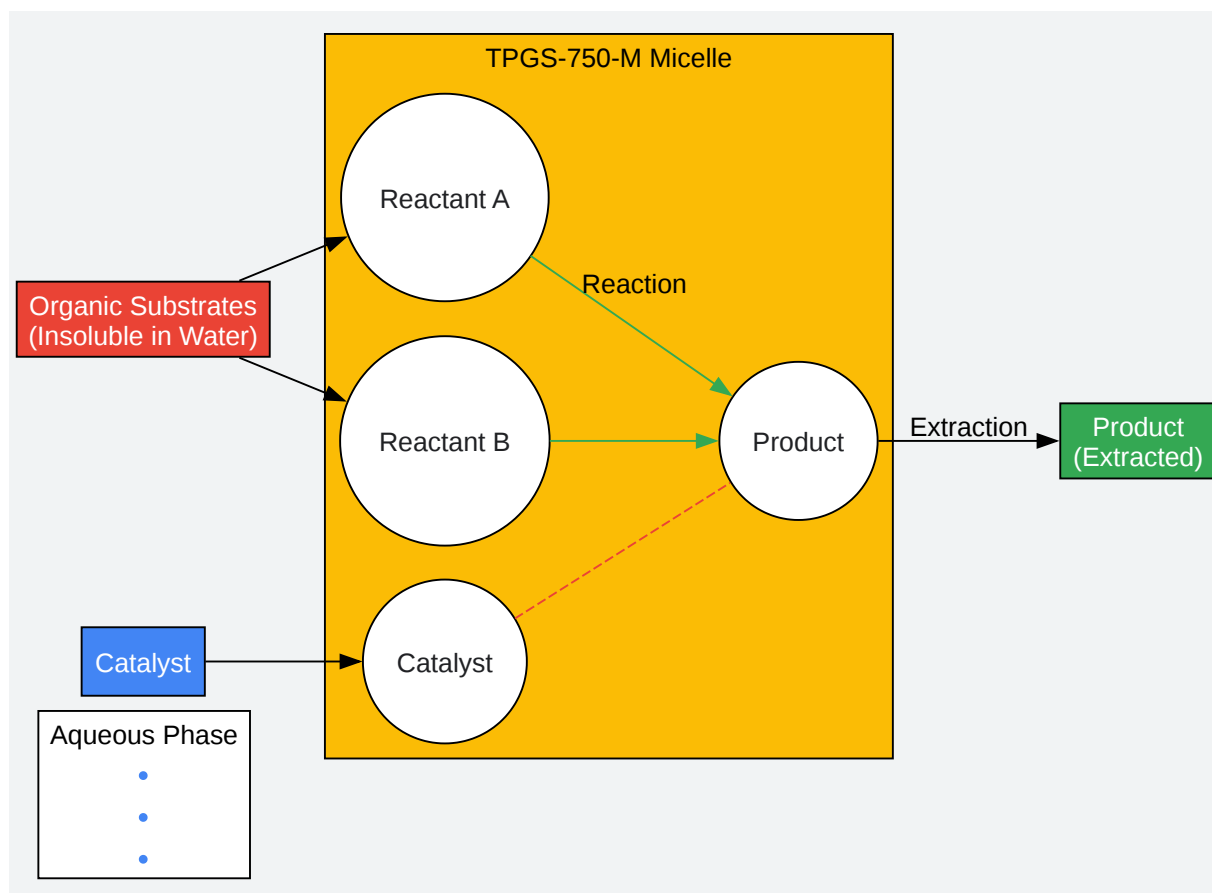 TPGS-750-M Micelle
Reactant A
Reaction
Organic Substrates
(Insoluble in Water)
Reactant B
Product
Extraction
Product
(Extracted)
Catalyst
Catalyst
Aqueous Phase